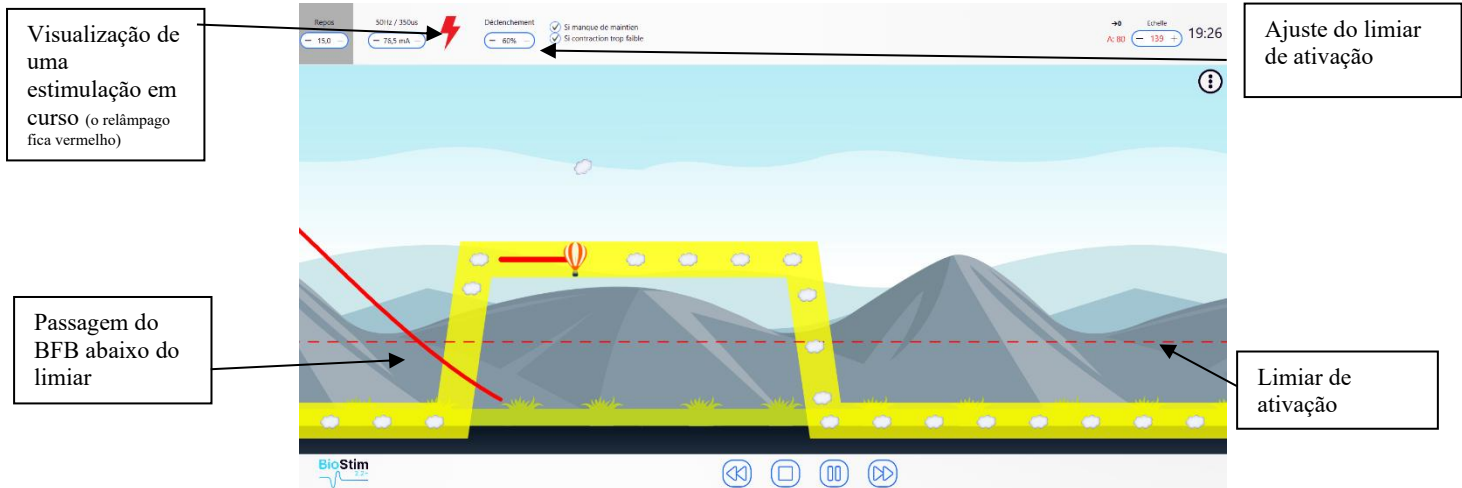 Visualização de
uma
estimulação em
curso (o relâmpago
fica vermelho)
Repos
− 15,0 −
50Hz / 350us
− 76,5 mA −
Déclenchement
− 60% −
Si manque de maintien
Si contraction trop faible
A: 80
Echelle
− 139 +
19:26
Ajuste do limiar
de ativação
Passagem do
BFB abaixo do
limiar
Limiar de
ativação
BioStim